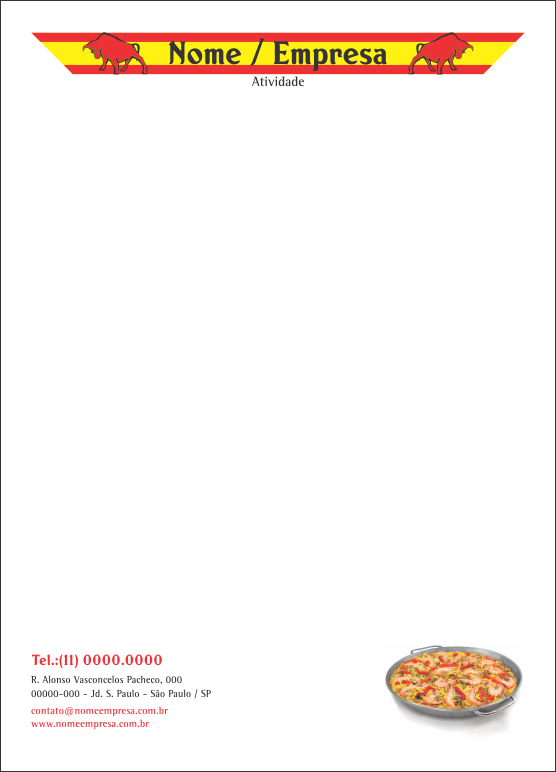 Nome / Empresa
Atividade
Tel.:(11) 0000.0000
R. Alonso Vasconcelos Pacheco, 000
00000-000 - Jd. S. Paulo - São Paulo / SP
contato@nomeempresa.com.br
www.nomeempresa.com.br